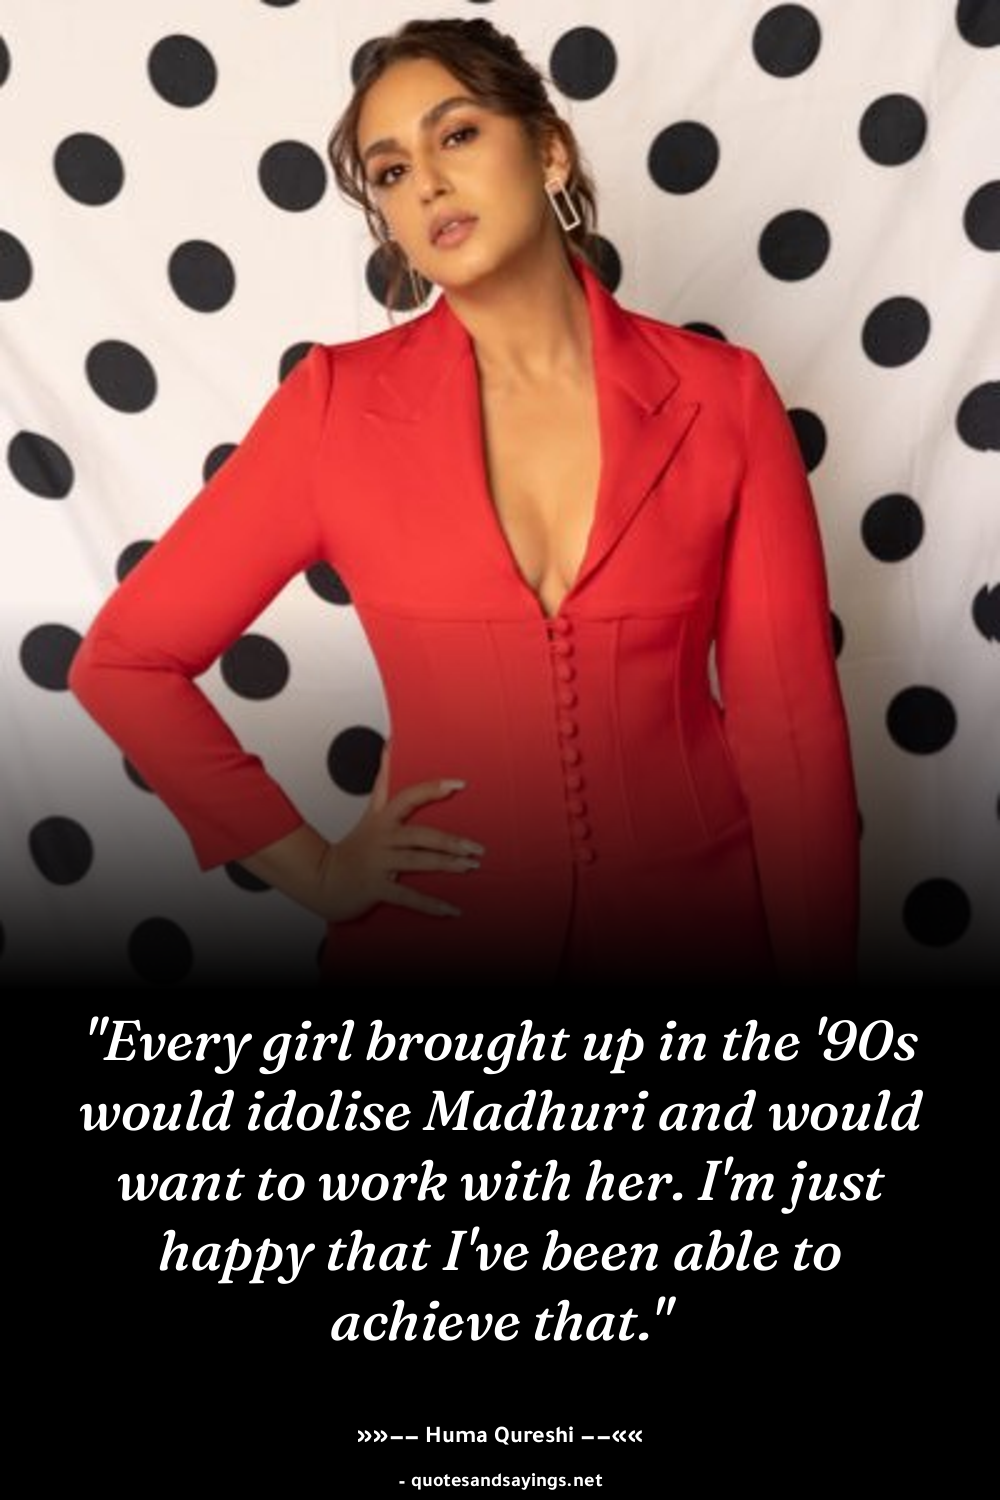 "Every girl brought up in the '90s
would idolise Madhuri and would
want to work with her. I'm just
happy that I've been able to
achieve that."
»»−− Huma Qureshi −−««
- quotesandsayings.net